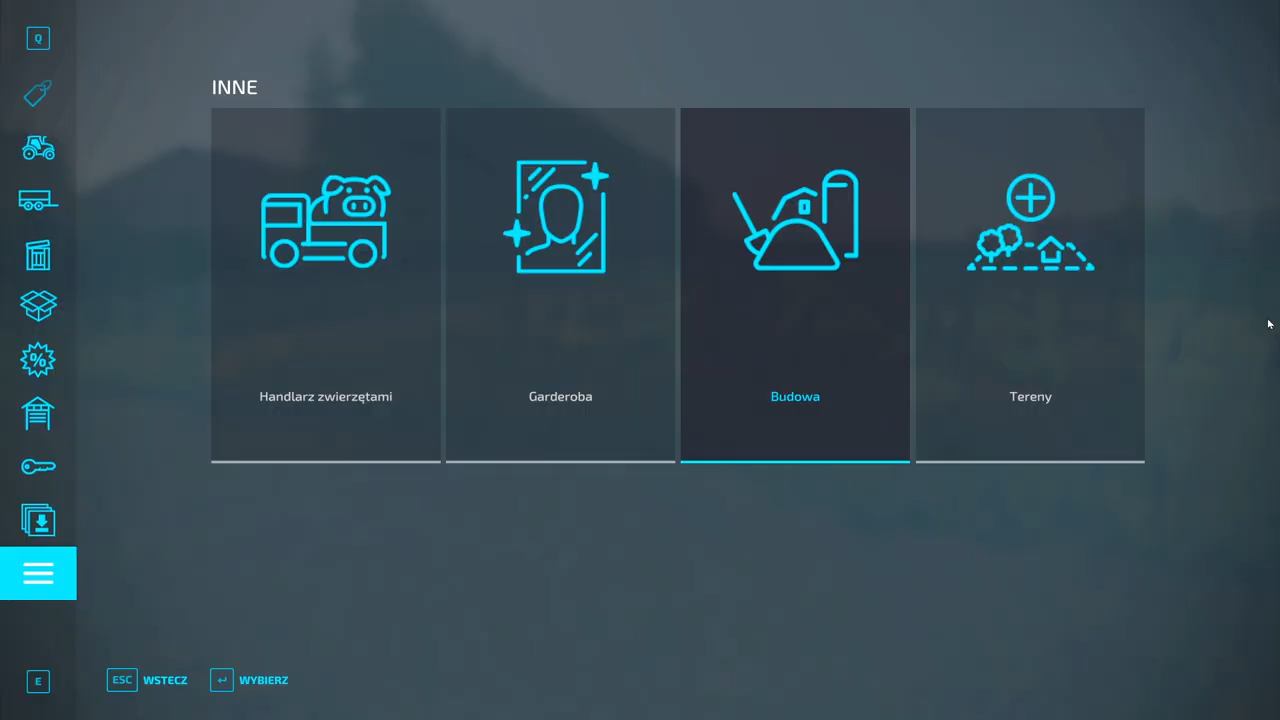 Q
INNE
%
Handlarz zwierzętami
Garderoba
Budowa
Tereny
E
ESC WSTECZ
WYBIERZ